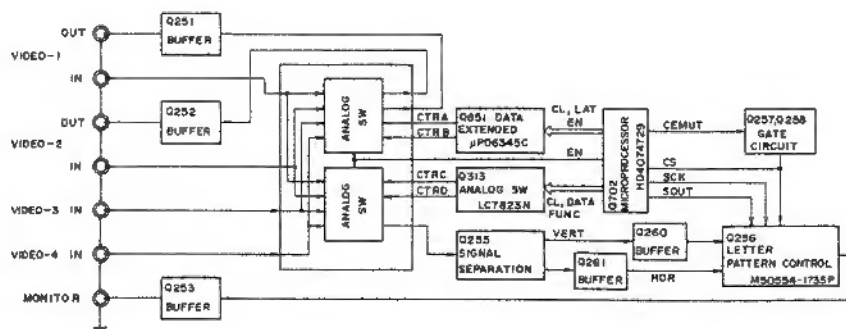 OUT
Q251
BUFFER
VIDEO-1
IN
OUT
Q252
BUFFER
VIDEO-2
IN
VIDEO-3 IN
VIDEO-4 IN
MONITOR
Q253
BUFFER
ANALOG
SW
ANALOG
SW
CTRA
CTRB
CTRC
CTRD
Q851 DATA
EXTENDED
μPD6345C
Q313
ANALOG SW
LC7823N
CL, LAT
EN
EN
CL, DATA
FUNC
Q702
MICROPROCESSOR
HD4074729
CEMUT
CS
SCK
SOUT
Q257,Q258
GATE
CIRCUIT
Q255
SIGNAL
SEPARATION
VERT
Q260
BUFFER
Q261
BUFFER
HOR
Q256
LETTER
PATTERN CONTROL
M50554-173SP